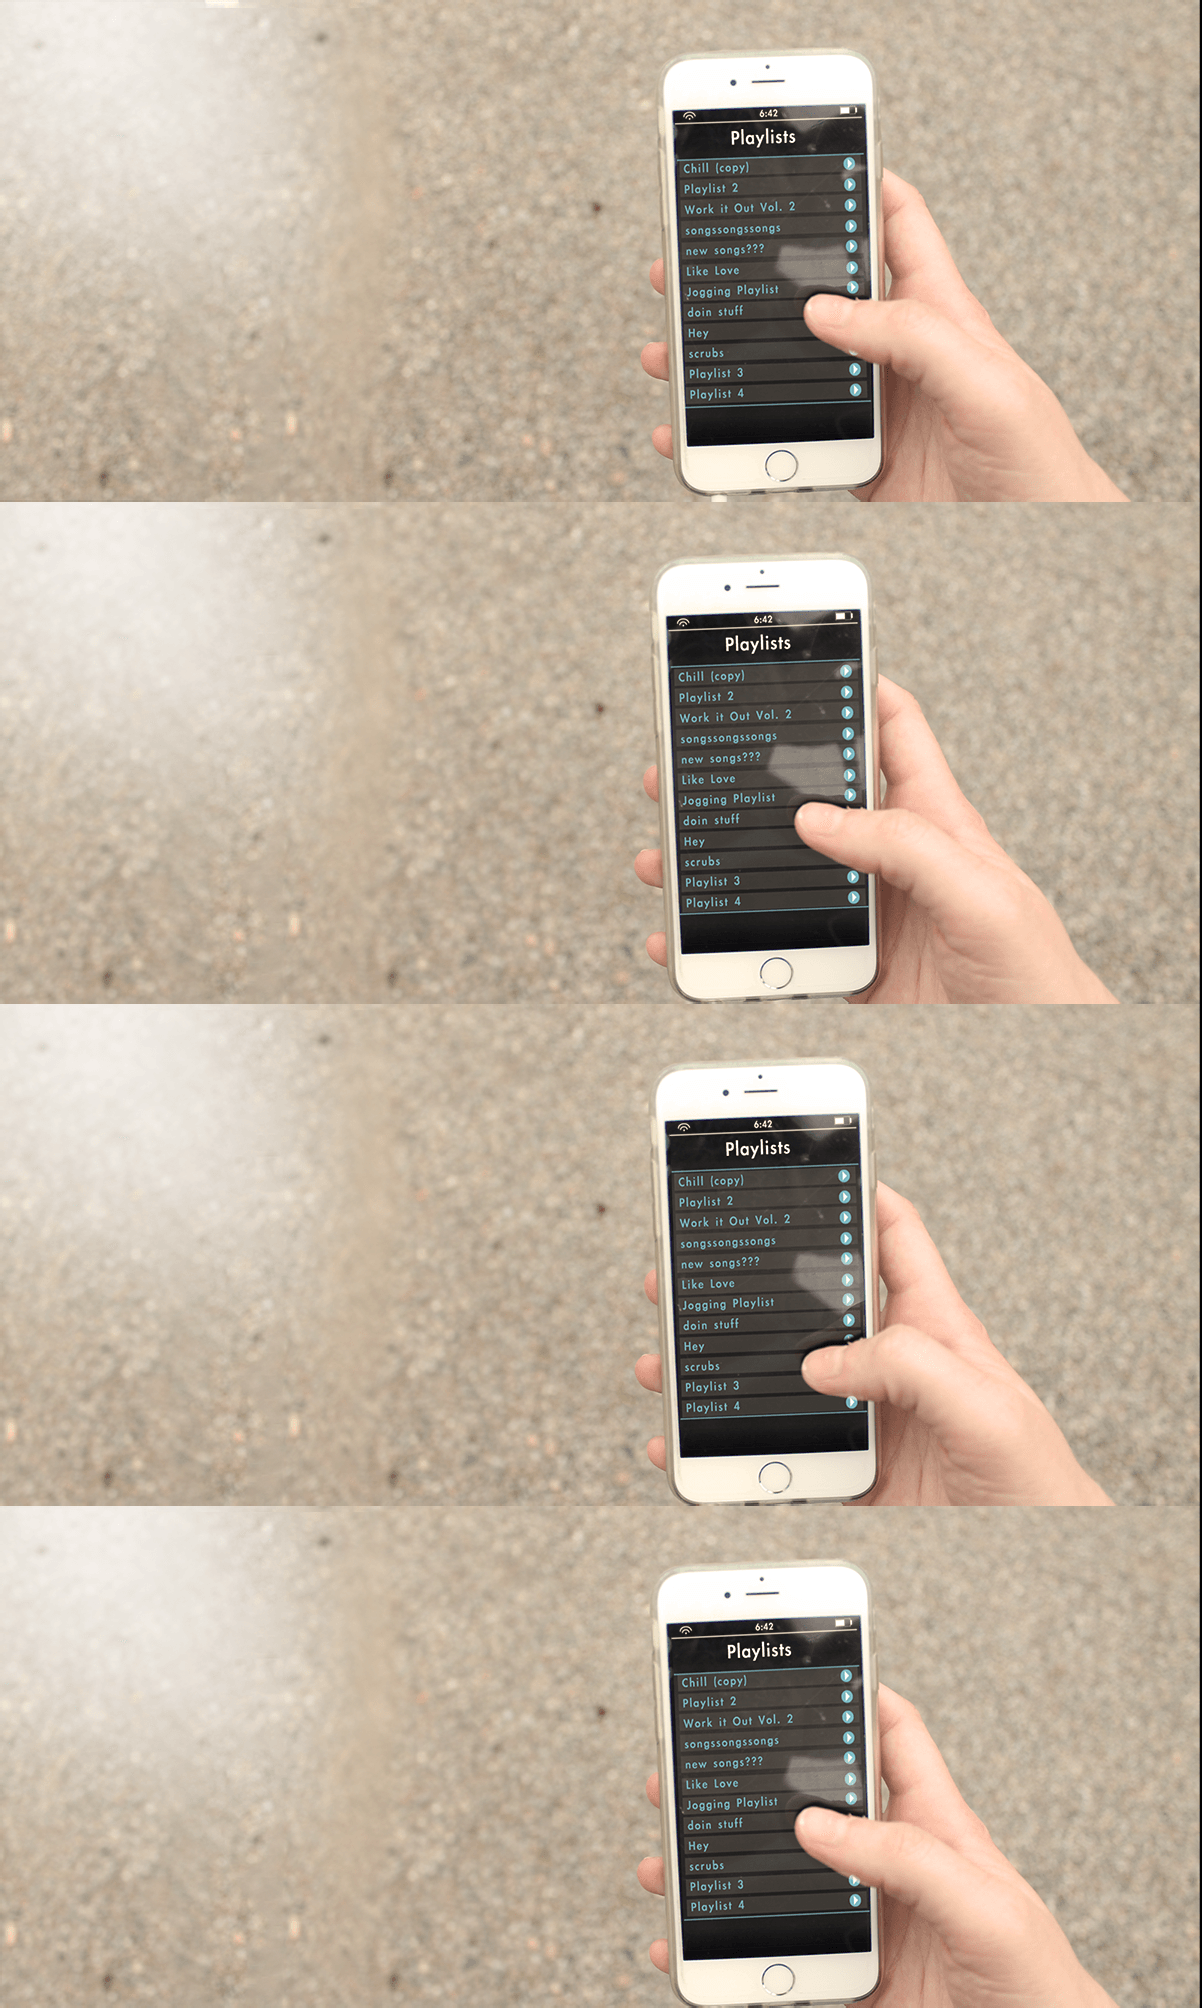 6:42
Playlists
Chill (copy)
Playlist 2
Work it Out Vol. 2
songssongssongs
new songs???
Like Love
Jogging Playlist
doin stuff
Hey
scrubs
Playlist 3
Playlist 4
6:42
Playlists
Chill (copy)
Playlist 2
Work it Out Vol. 2
songssongssongs
new songs???
Like Love
Jogging Playlist
doin stuff
Hey
scrubs
Playlist 3
Playlist 4
6:42
Playlists
Chill (copy)
Playlist 2
Work it Out Vol. 2
songssongssongs
new songs???
Like Love
Jogging Playlist
doin stuff
Hey
scrubs
Playlist 3
Playlist 4
6:42
Playlists
Chill (copy)
Playlist 2
Work it Out Vol. 2
songssongssongs
new songs???
Like Love
Jogging Playlist
doin stuff
Hey
scrubs
Playlist 3
Playlist 4